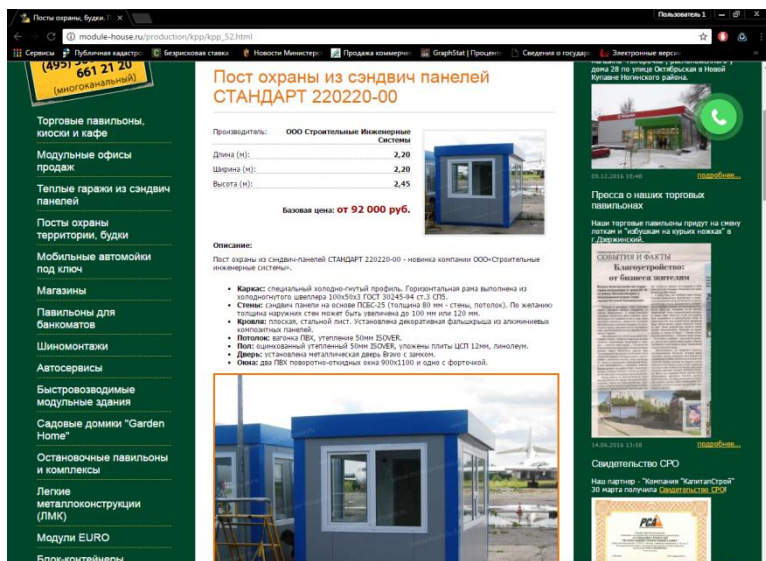 Посты охраны, будки. П
Пользователь 1
module-house.ru/production/kpp/kpp_52.html
Сервисы
Публичная кадастро
Безрисковая ставка
Новости Министерс
Продажа коммерче
GraphStat | Процент
Сведения о государс
Электронные верси
(495)
661 21 20
(многоканальный)
Торговые павильоны,
киоски и кафе
Модульные офисы
продаж
Теплые гаражи из сэндвич
панелей
Посты охраны
территории, будки
Мобильные автомойки
под ключ
Магазины
Павильоны для
банкоматов
Шиномонтажи
Автосервисы
Быстровозводимые
модульные здания
Садовые домики "Garden
Home"
Остановочные павильоны
и комплексы
Легкие
металлоконструкции
(ЛМК)
Модули EURO
Блок-контейнеры
Пост охраны из сэндвич панелей
СТАНДАРТ 220220-00
Производитель: ООО Строительные Инженерные
Системы
Длина (м): 2,20
Ширина (м): 2,20
Высота (м): 2,45
Базовая цена: от 92 000 руб.
Описание:
Пост охраны из сэндвич-панелей СТАНДАРТ 220220-00 - новинка компании ООО«Строительные
инженерные системы».
Каркас: специальный холодно-гнутый профиль. Горизонтальная рама выполнена из
холодногнутого швеллера 100х50х3 ГОСТ 30245-94 ст.3 СП5.
Стены: сэндвич панели на основе ПСБС-25 (толщина 80 мм - стены, потолок). По желанию
толщина наружних стен может быть увеличена до 100 мм или 120 мм.
Кровля: плоская, стальной лист. Установлена декоративная фальшкрыша из алюминиевых
композитных панелей.
Потолок: вагонка ПВХ, утепление 50мм ISOVER.
Пол: оцинкованный утепленный 50мм ISOVER, уложены плиты ЦСП 12мм, линолеум.
Дверь: установлена металлическая дверь Bravo с замком.
Окна: два ПВХ поворотно-откидных окна 900х1100 и одно с форточкой.
магазина "Пятерочка", расположенного у
дома 28 по улице Октябрьская в Новой
Купавне Ногинского района.
09.12.2016 10:48 подробнее...
Пресса о наших торговых
павильонах
Наши торговые павильоны придут на смену
лоткам и "избушкам на курьих ножках" в
г.Дзержинский.
СОБЫТИЯ И ФАКТЫ
Благоустройство:
от бизнеса жителям
14.06.2016 13:58 подробнее...
Свидетельство СРО
Наш партнер - "Компания "КапиталСтрой"
30 марта получила Свидетельство СРО!
РСА